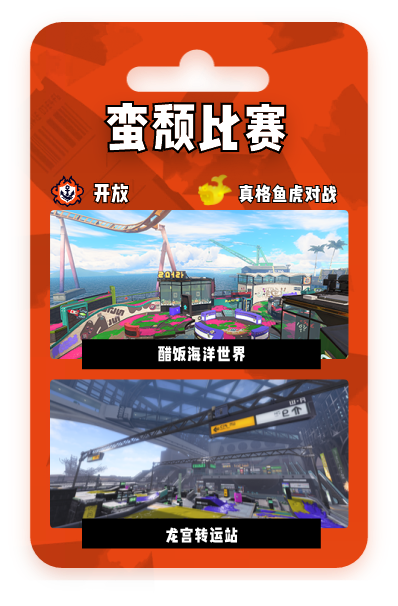 蛮颓比赛
开放
真格鱼虎对战
醋饭海洋世界
龙宫转运站